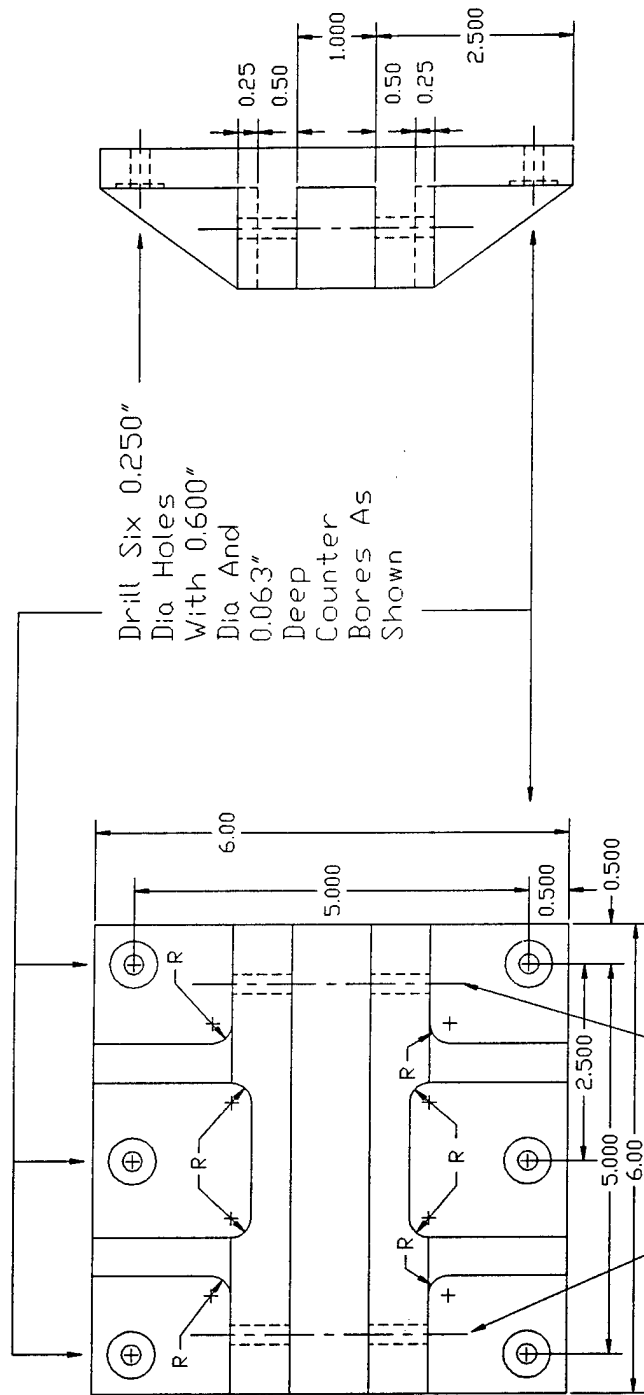 Drill Six 0.250"
Dia Holes
With 0.600"
Dia And
0.063"
Deep
Counter
Bores As
Shown
0.25
0.50
1.000
0.50
0.25
2.500
6.00
5.000
0.500
0.500
2.500
5.000
6.00
R
R
R
R
R
R